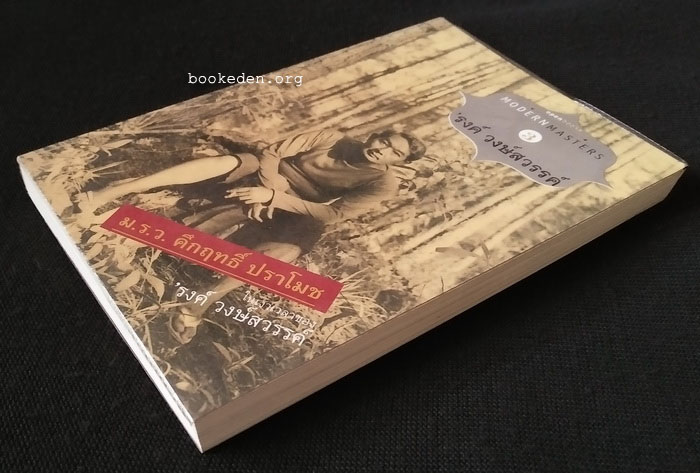 bookeden.org
MODERN MASTERS
'รงค์ วงษ์สวรรค์
ม.ร.ว. คึกฤทธิ์ ปราโมช
'รงค์ วงษ์สวรรค์